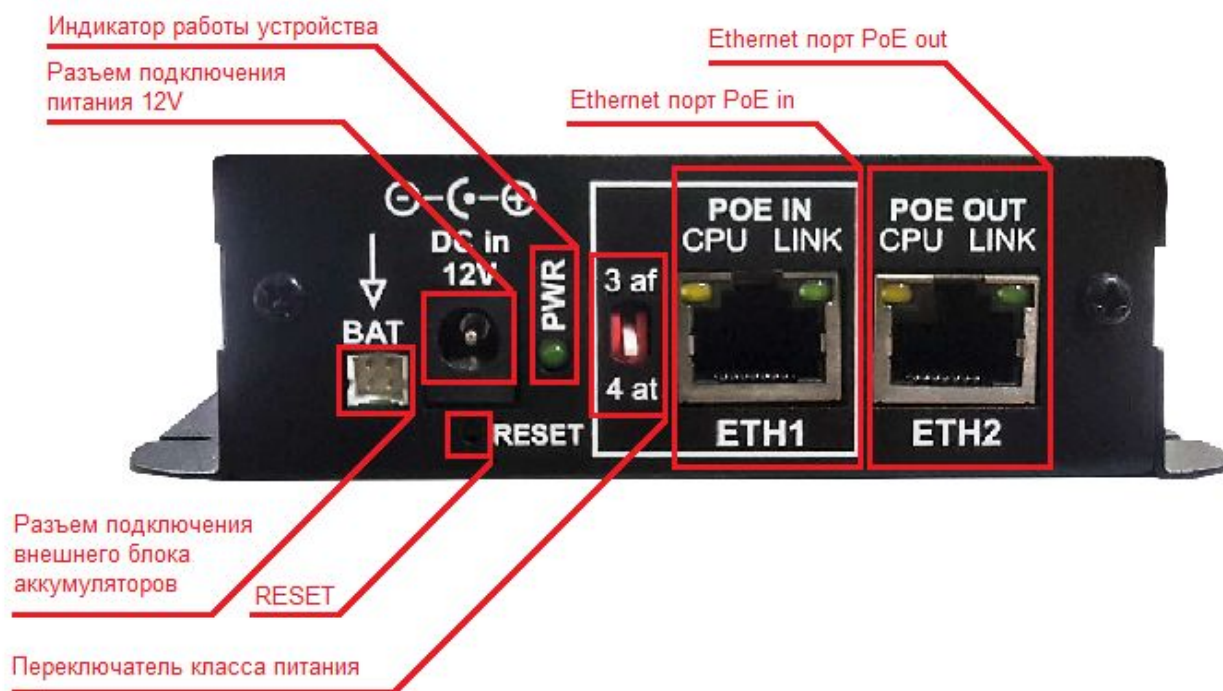 Индикатор работы устройства
Разъем подключения
питания 12V
Ethernet порт PoE out
Ethernet порт PoE in
DC in
12V
BAT
PWR
RESET
3 af
4 at
POE IN
CPU LINK
ETH1
POE OUT
CPU LINK
ETH2
Разъем подключения
внешнего блока
аккумуляторов
RESET
Переключатель класса питания